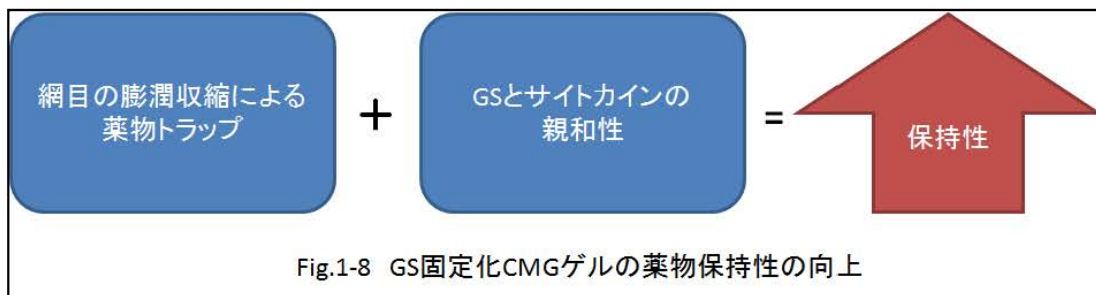 網目の膨潤収縮による
薬物トラップ
+
GSとサイトカインの
親和性
=
保持性
Fig.1-8 GS固定化CMGゲルの薬物保持性の向上